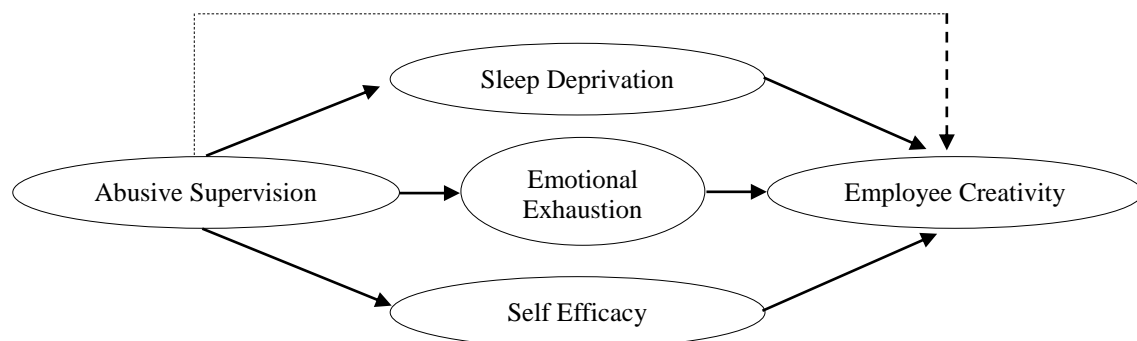 Sleep Deprivation
Abusive Supervision
Emotional
Exhaustion
Employee Creativity
Self Efficacy